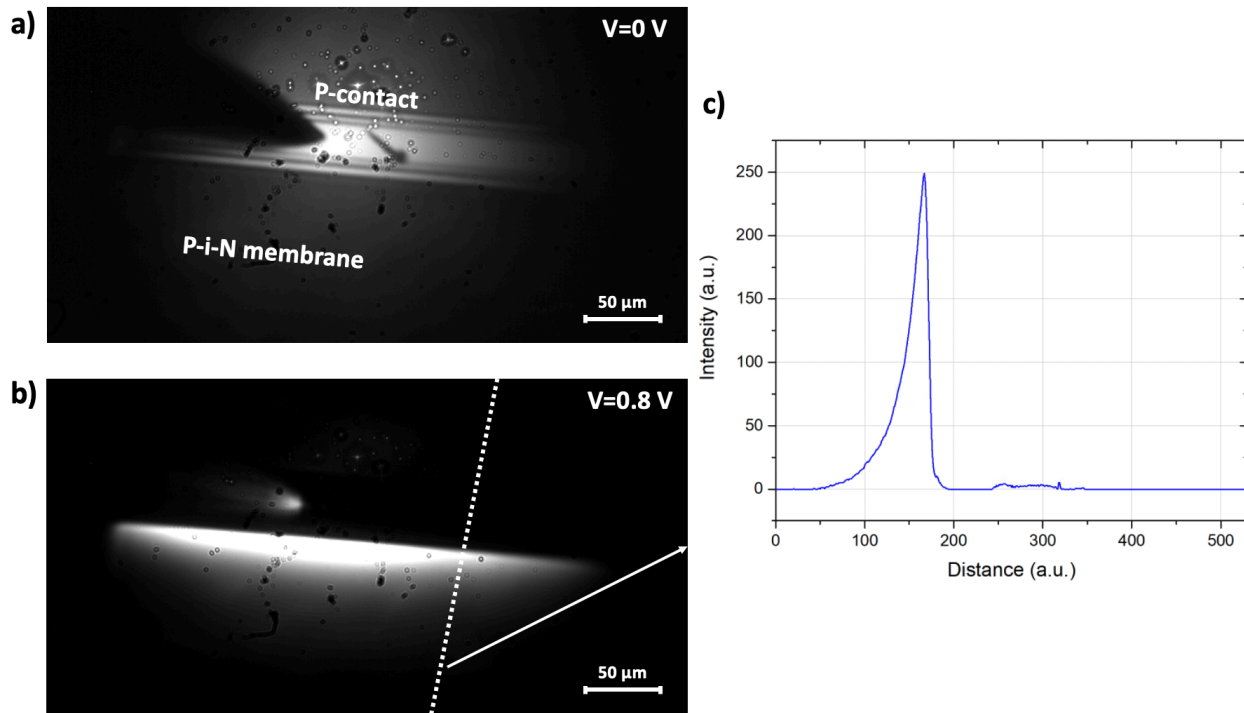 a)
V=0 V
P-contact
P-i-N membrane
50 µm
b)
V=0.8 V
50 µm
c)
250
200
150
100
50
0
Intensity (a.u.)
0 100 200 300 400 500
Distance (a.u.)